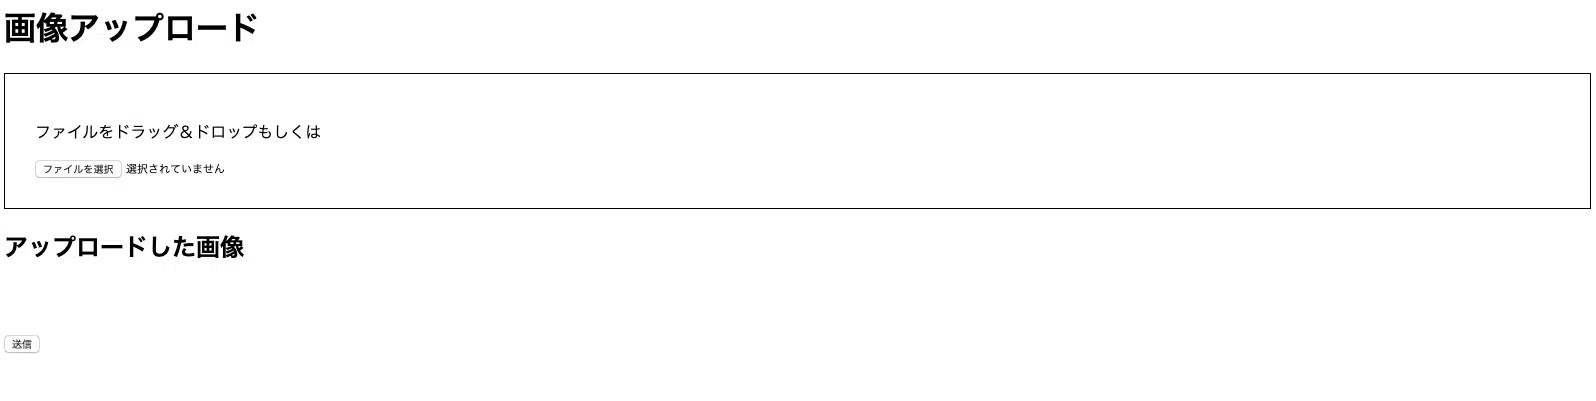 画像アップロード
ファイルをドラッグ＆ドロップもしくは
ファイルを選択 選択されていません
アップロードした画像
送信